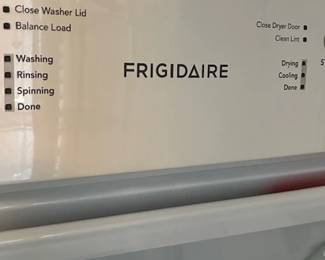 Close Washer Lid
Balance Load
Washing
Rinsing
Spinning
Done
FRIGIDAIRE
Close Dryer Door
Clean Lint
Drying
Cooling
Done